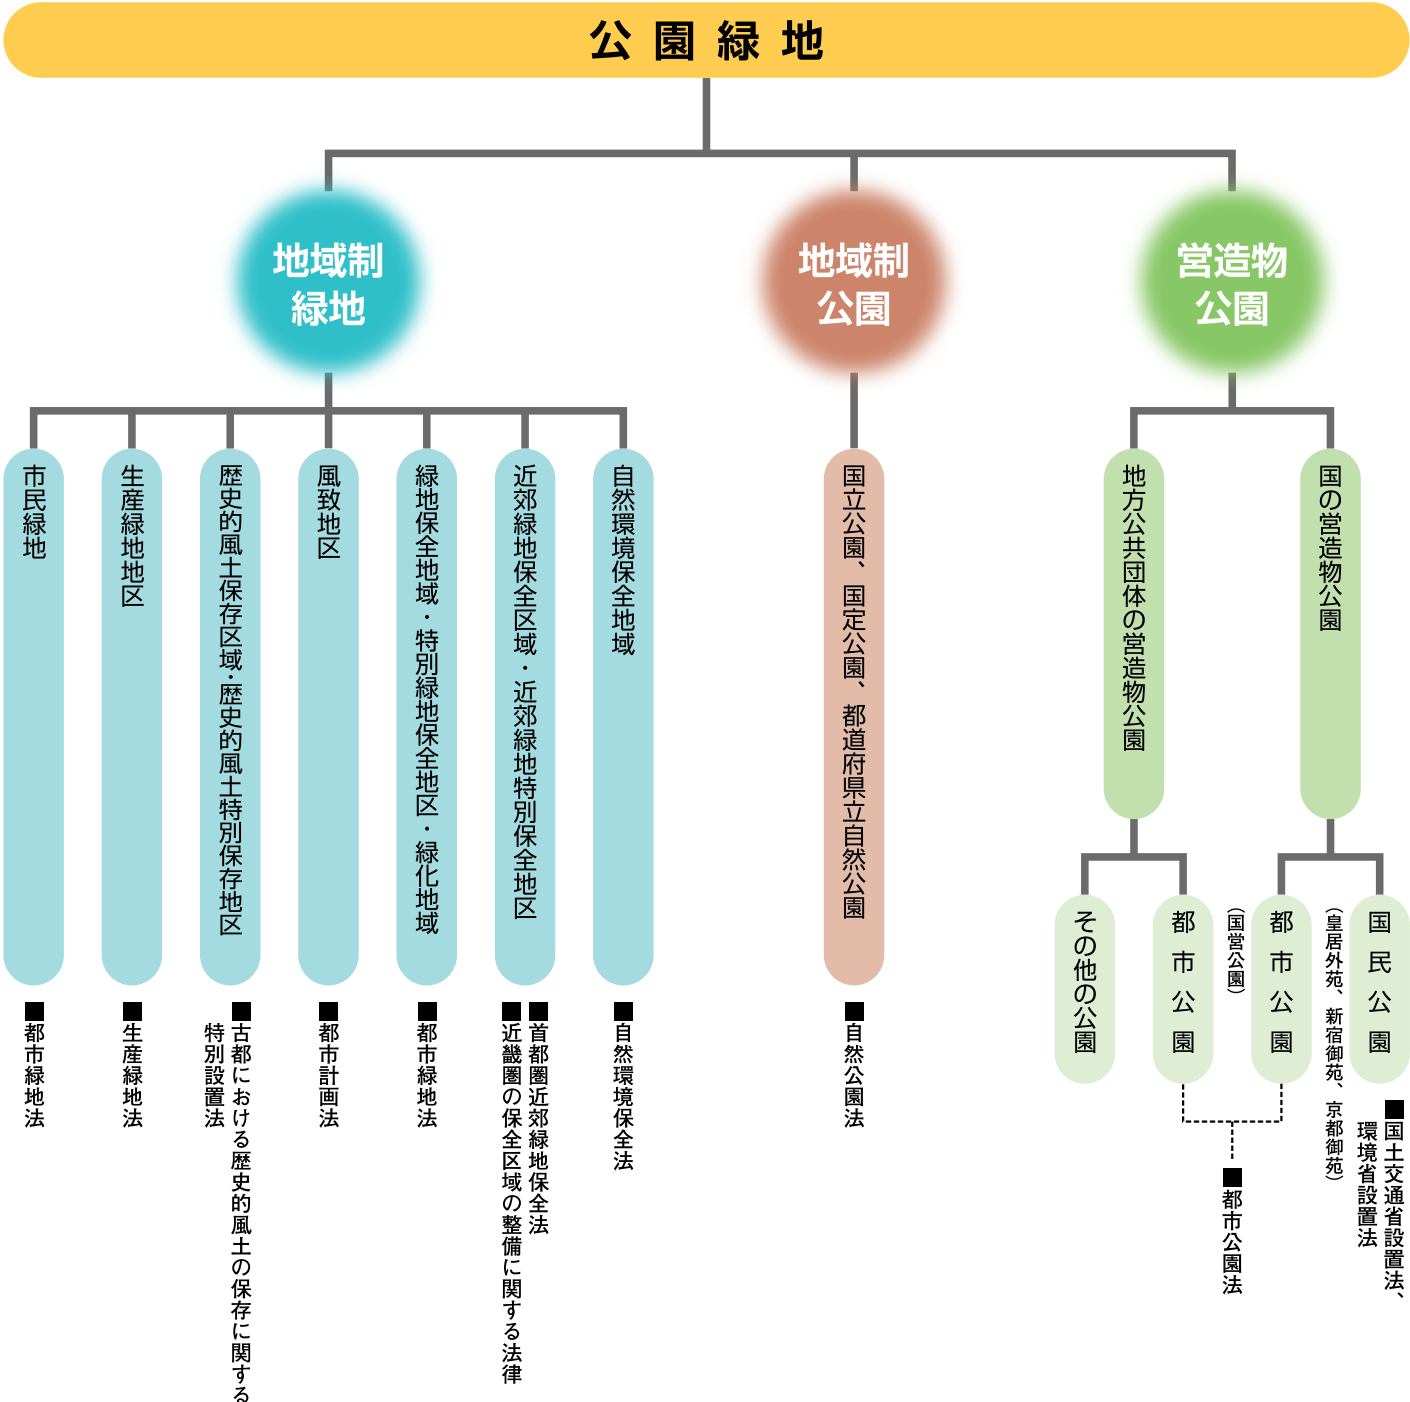 公園緑地
地域制
緑地
地域制
公園
営造物
公園
市民緑地
生産緑地地区
歴史的風土保存区域・歴史的風土特別保存地区
風致地区
緑地保全地域・特別緑地保全地区・緑化地域
近郊緑地保全区域・近郊緑地特別保全地区
自然環境保全地域
国立公園、国定公園、都道府県立自然公園
地方公共団体の営造物公園
国の営造物公園
その他の公園
都市公園
(国営公園)
都市公園
(皇居外苑、新宿御苑、京都御苑)
国民公園
■都市緑地法
■生産緑地法
■古都における歴史的風土の保存に関する
特別設置法
■都市計画法
■都市緑地法
■首都圏近郊緑地保全法
■近畿圏の保全区域の整備に関する法律
■自然環境保全法
■自然公園法
■都市公園法
■国土交通省設置法、
環境省設置法